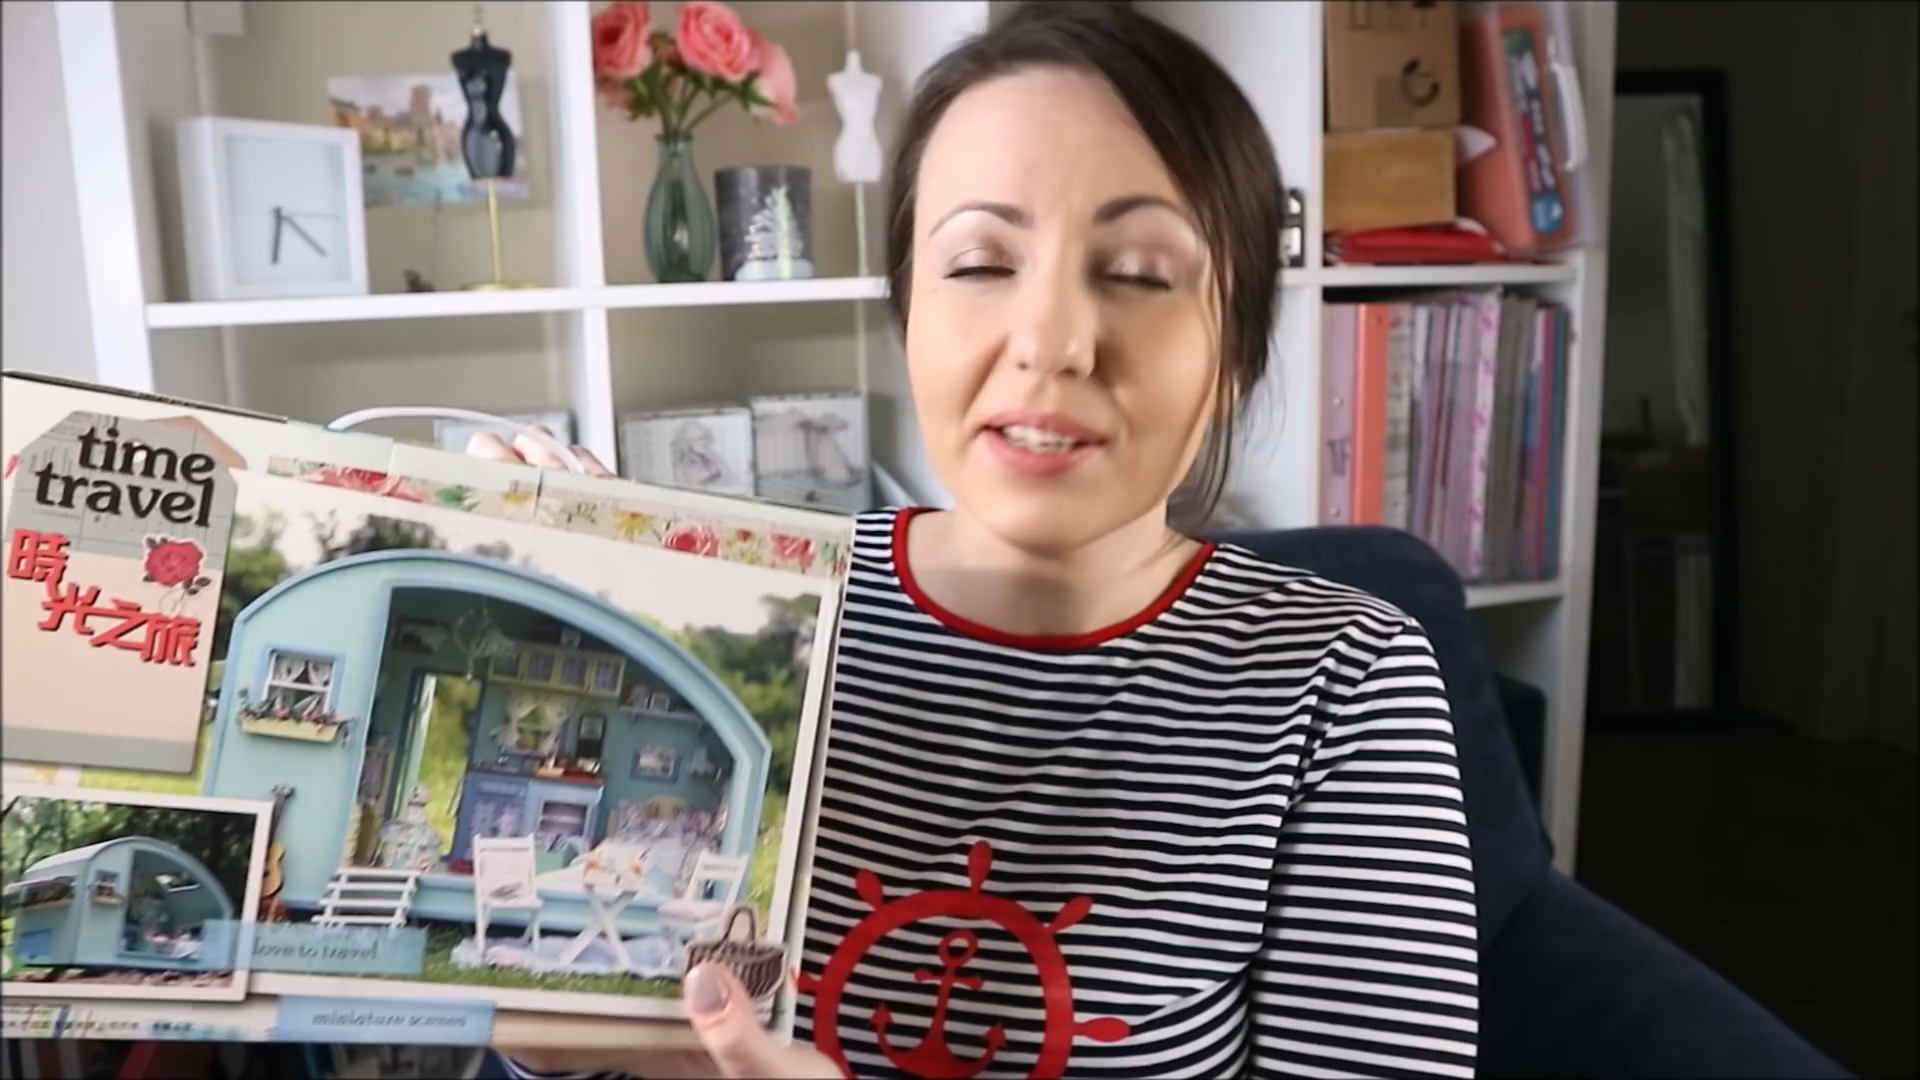 time
travel
時
光之旅
love to travel
miniature scenes